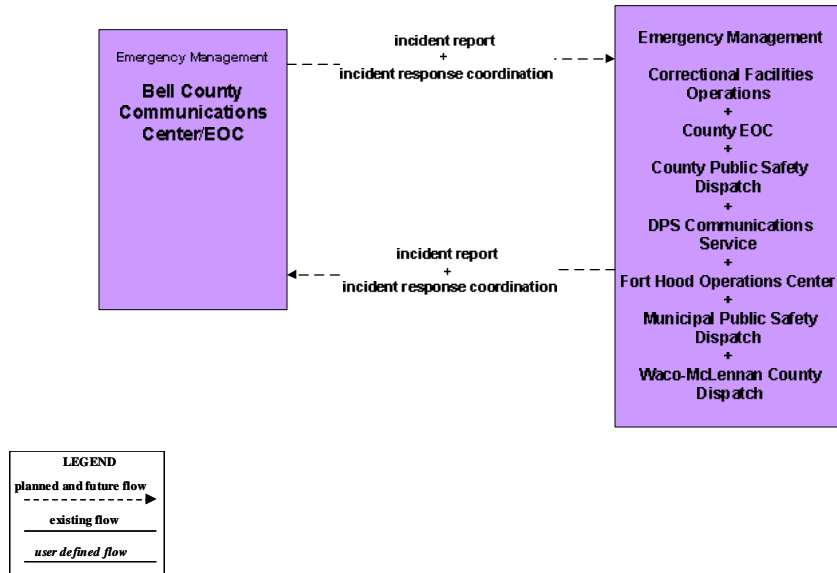 Emergency Management
Bell County
Communications
Center/EOC
incident report
+
incident response coordination
incident report
+
incident response coordination
Emergency Management
Correctional Facilities
Operations
+
County EOC
+
County Public Safety
Dispatch
+
DPS Communications
Service
+
Fort Hood Operations Center
+
Municipal Public Safety
Dispatch
+
Waco-McLennan County
Dispatch
LEGEND
planned and future flow
existing flow
user defined flow